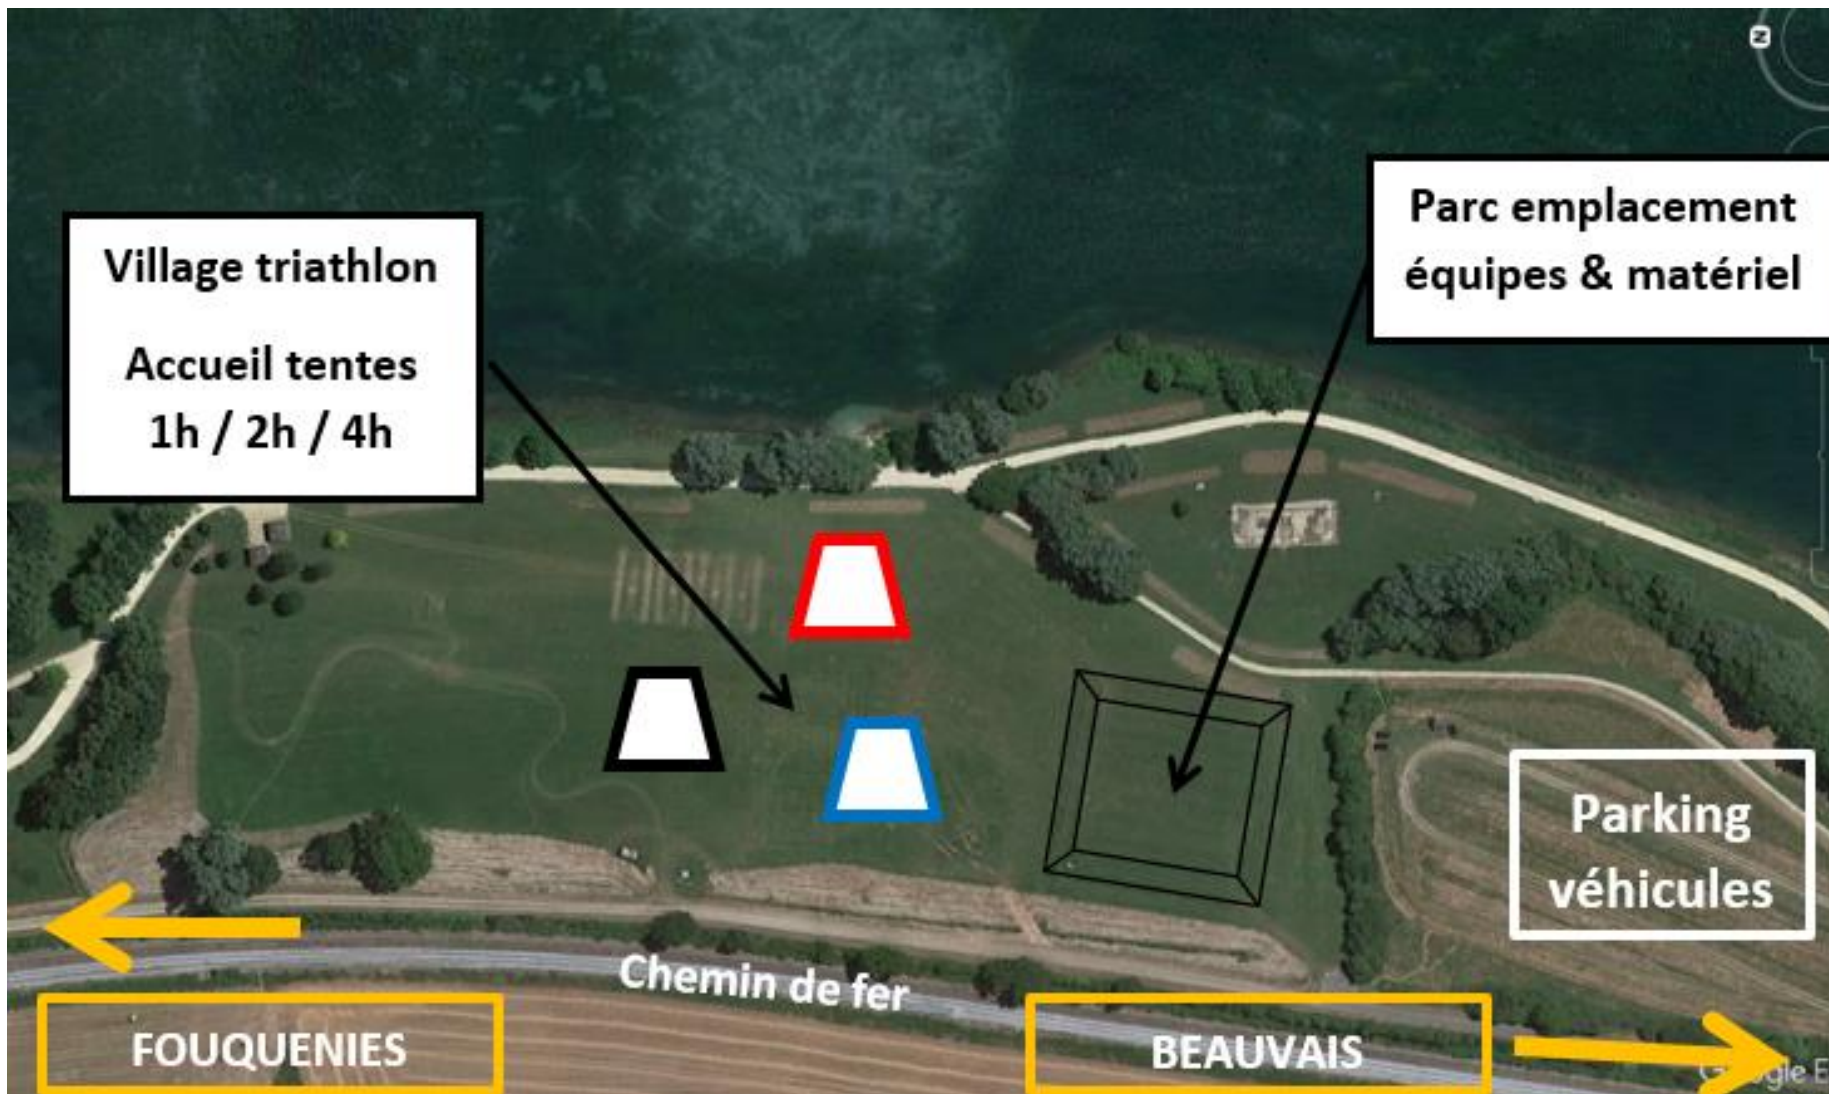 N
Parc emplacement
équipes & matériel
Village triathlon
Accueil tentes
1h / 2h / 4h
Parking
véhicules
Chemin de fer
FOUQUENIES
BEAUVAIS